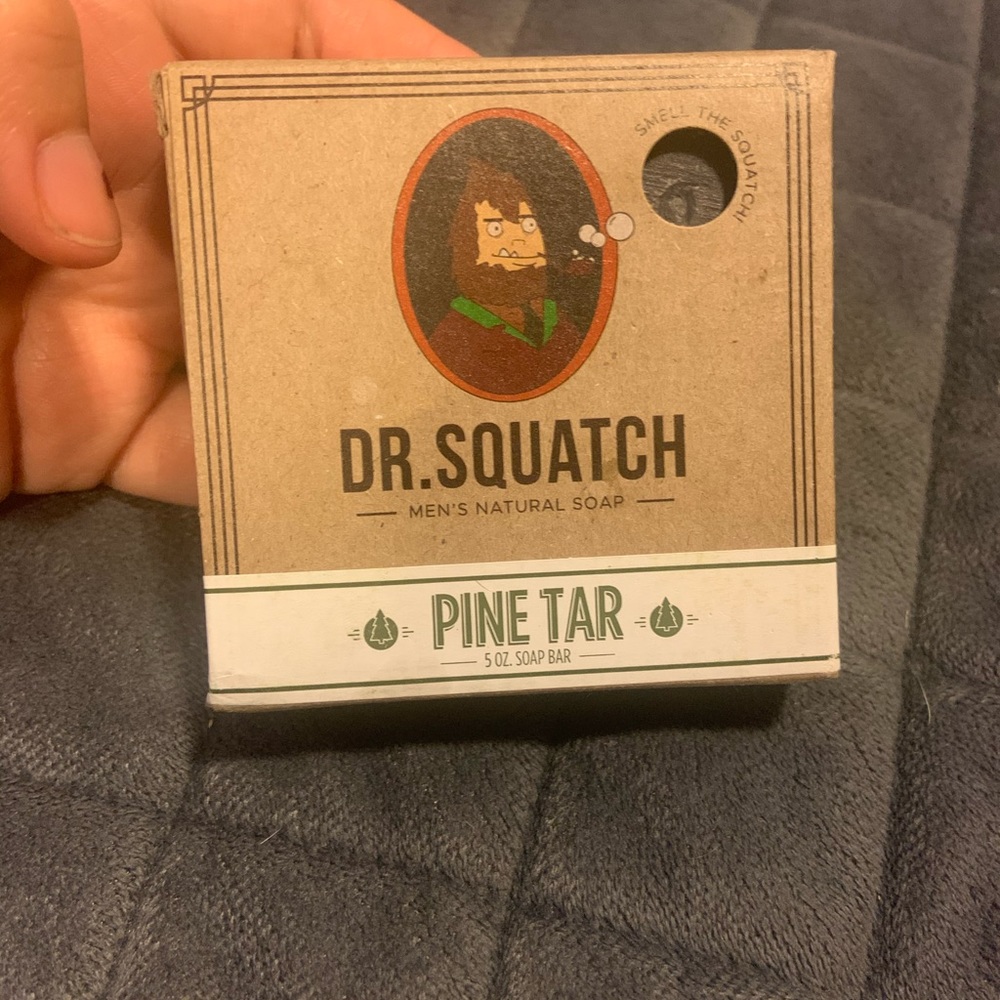 SMELL THE SQUATCH!
DR.SQUATCH
MEN'S NATURAL SOAP
PINE TAR
5 OZ. SOAP BAR